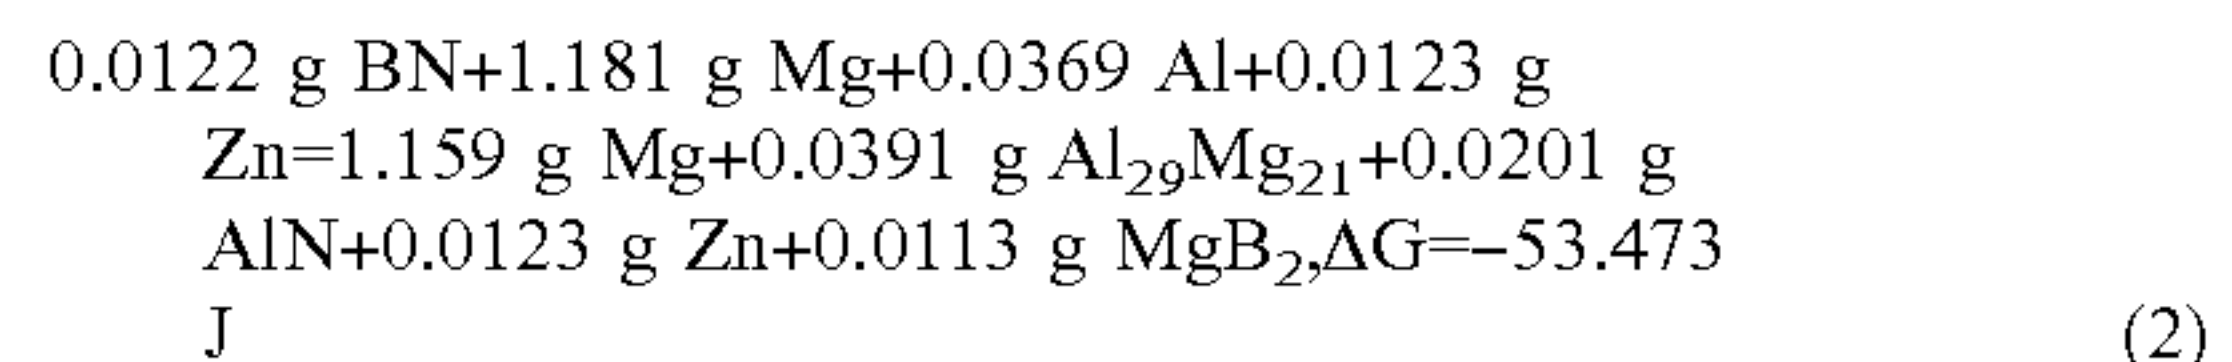 0.0122 g BN+1.181 g Mg+0.0369 Al+0.0123 g
Zn=1.159 g Mg+0.0391 g Al₂₉Mg₂₁+0.0201 g
AlN+0.0123 g Zn+0.0113 g MgB₂,ΔG=–53.473
J (2)